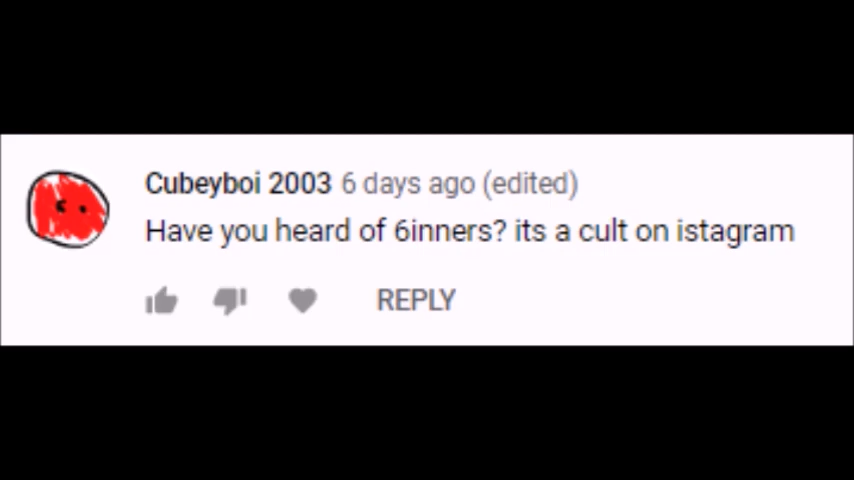 Cubeyboi 2003 6 days ago (edited)
Have you heard of 6inners? its a cult on istagram
REPLY